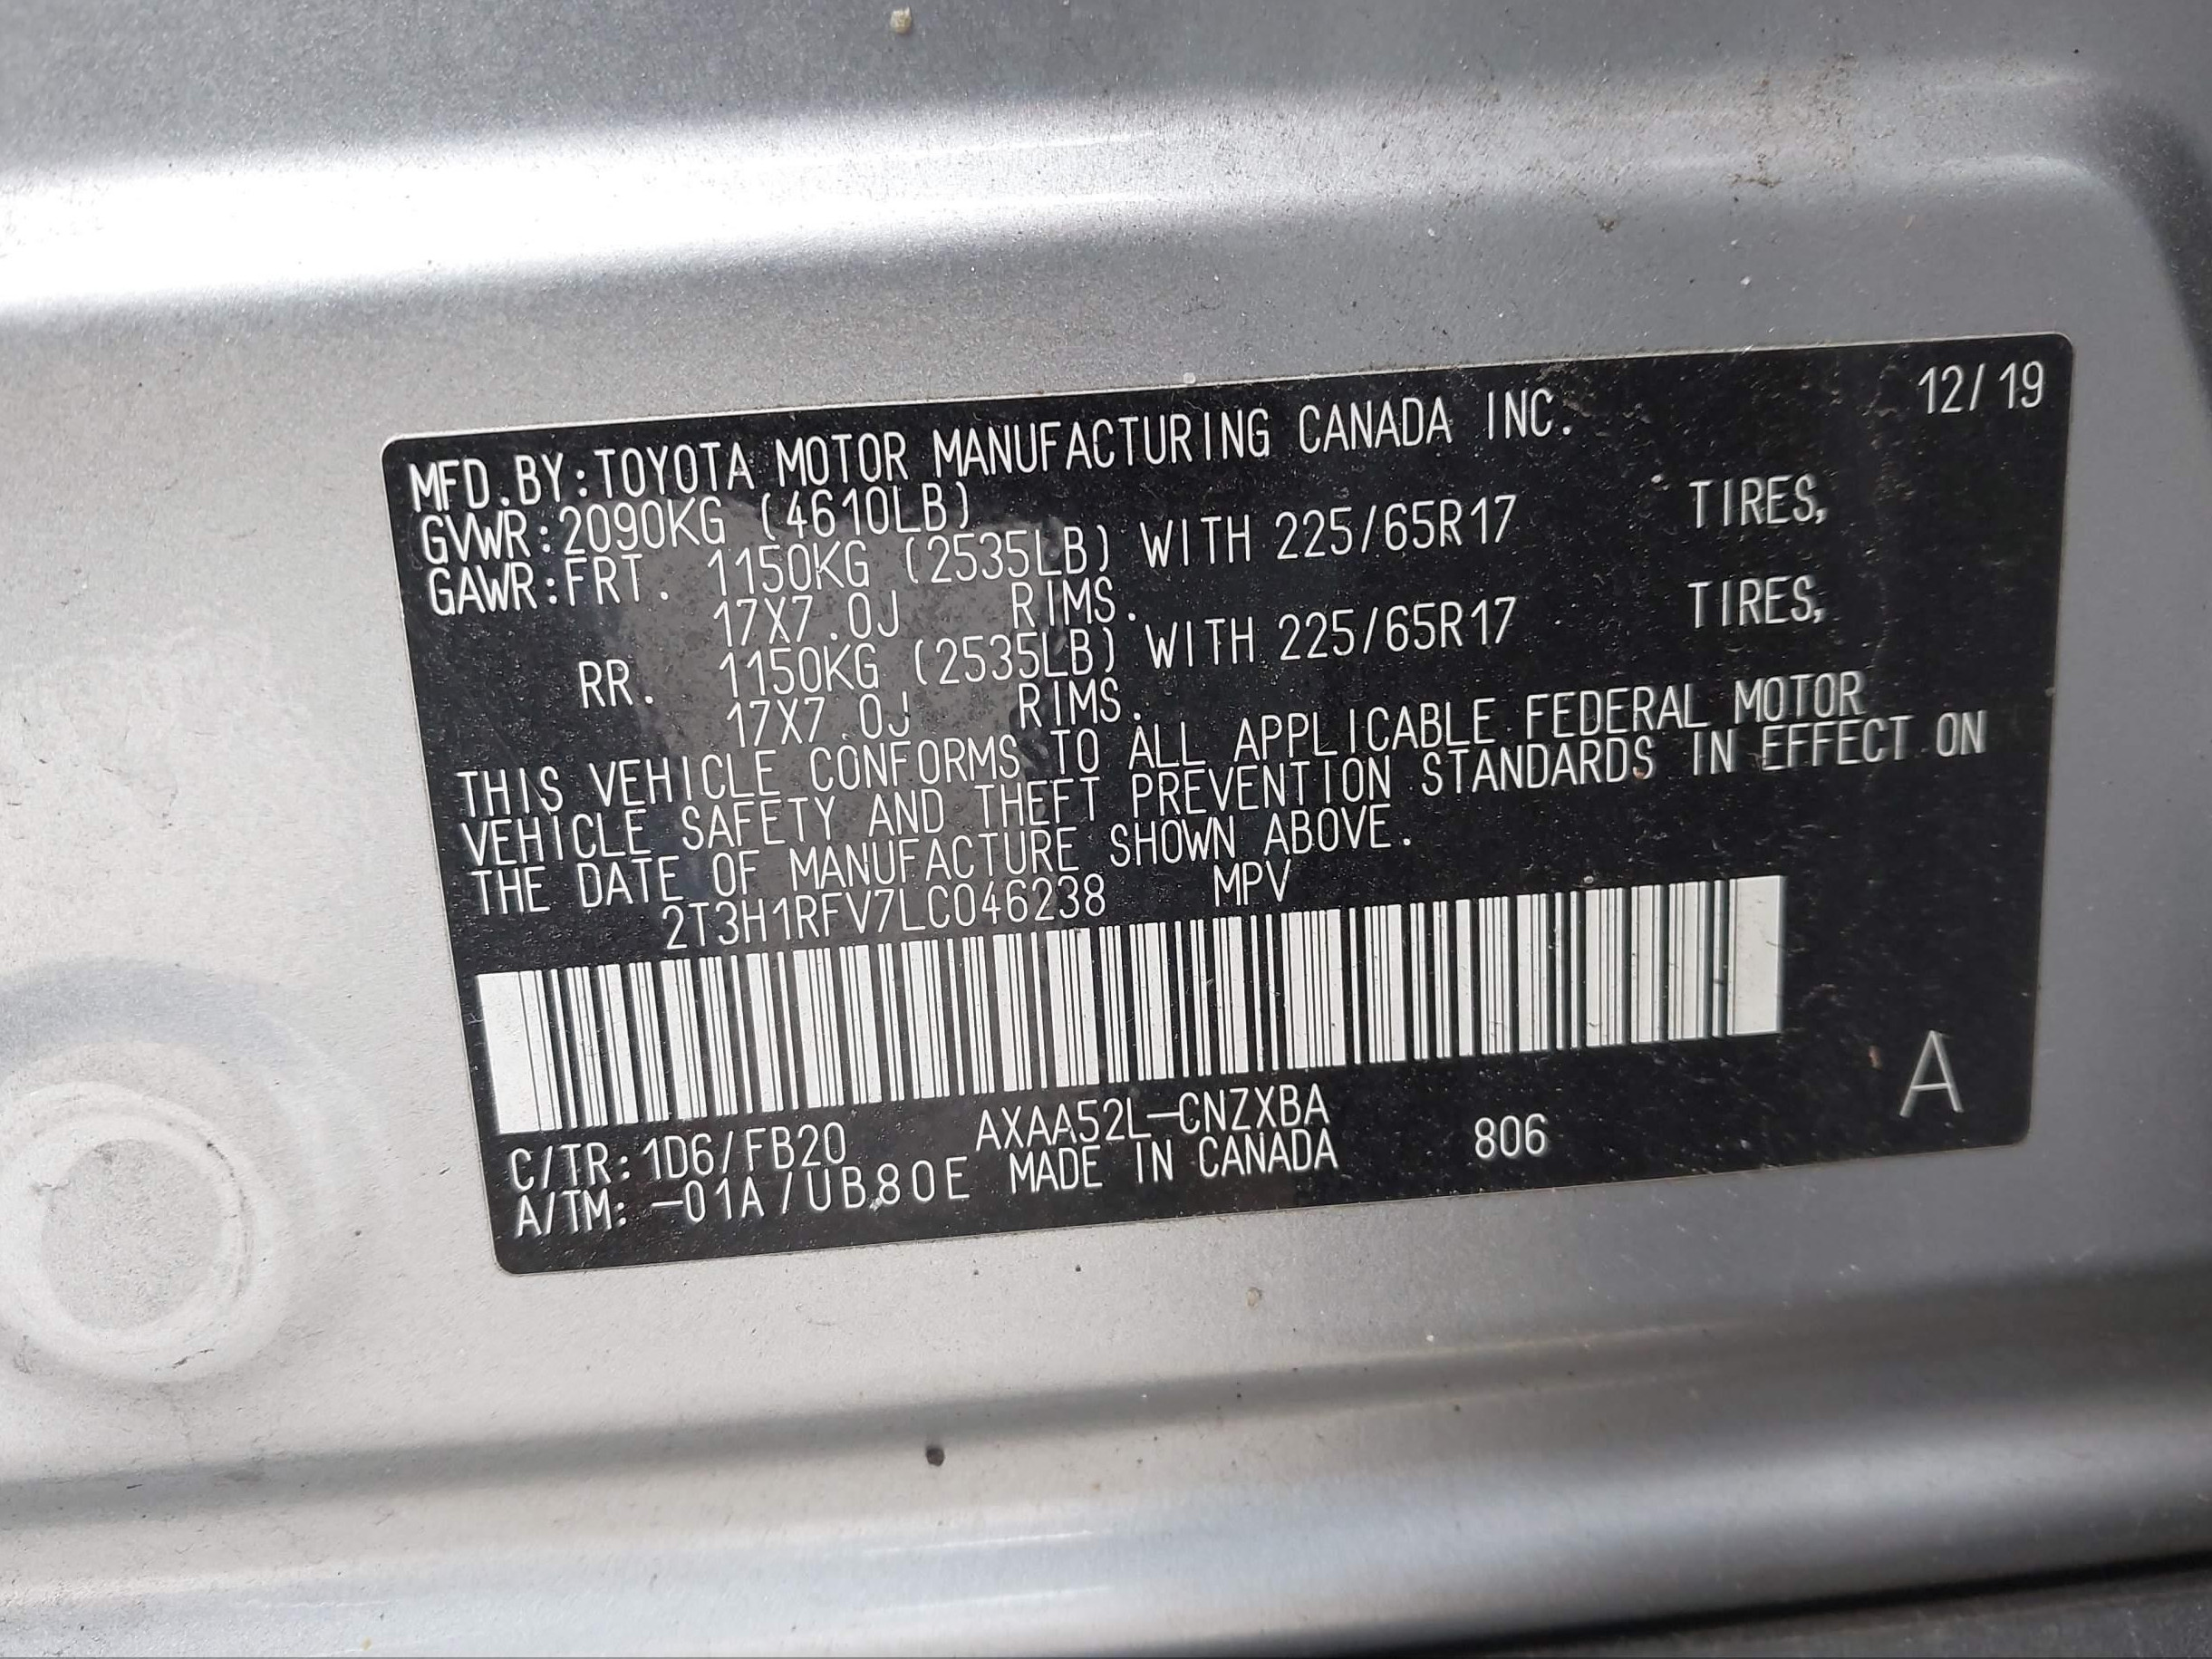 12/19
MFD.BY:TOYOTA MOTOR MANUFACTURING CANADA INC.
GVWR:2090KG (4610LB)
GAWR:FRT. 1150KG (2535LB) WITH 225/65R17 TIRES,
17X7.0J RIMS.
RR. 1150KG (2535LB) WITH 225/65R17 TIRES,
17X7.0J RIMS.
THIS VEHICLE CONFORMS TO ALL APPLICABLE FEDERAL MOTOR
VEHICLE SAFETY AND THEFT PREVENTION STANDARDS IN EFFECT ON
THE DATE OF MANUFACTURE SHOWN ABOVE.
2T3H1RFV7LC046238 MPV
C/TR:1D6/FB20 AXAA52L-CNZXBA 806 A
A/TM:-01A/UB80E MADE IN CANADA